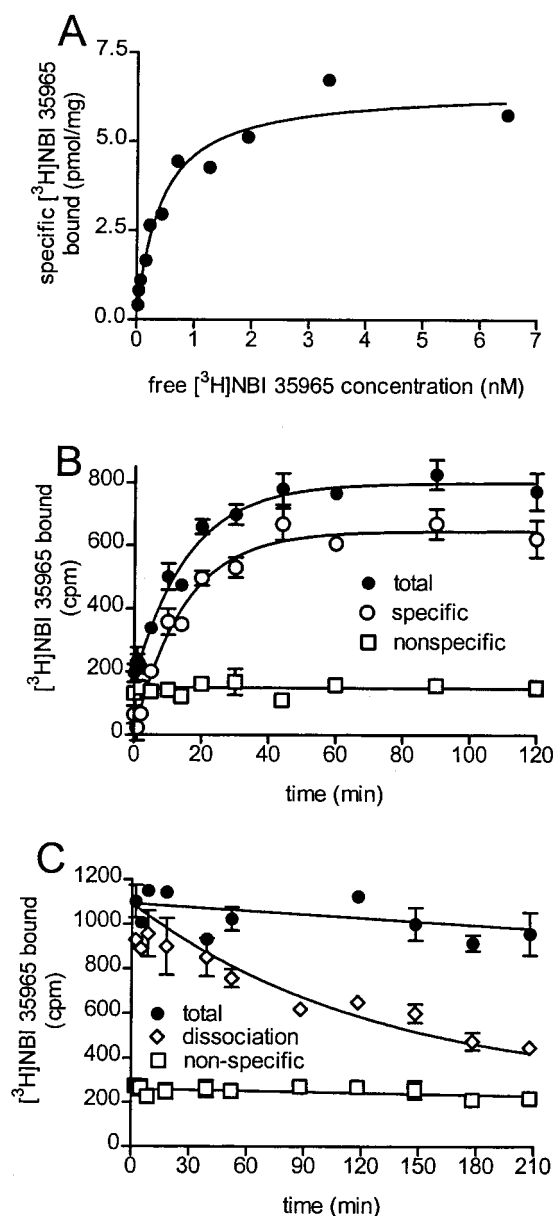 A
specific [³H]NBI 35965
bound (pmol/mg)
7.5
5.0
2.5
0.0
0 1 2 3 4 5 6 7
free [³H]NBI 35965 concentration (nM)
B
[³H]NBI 35965 bound
(cpm)
800
600
400
200
0
total
specific
nonspecific
0 20 40 60 80 100 120
time (min)
C
[³H]NBI 35965 bound
(cpm)
1200
1000
800
600
400
200
0
total
dissociation
non-specific
0 30 60 90 120 150 180 210
time (min)